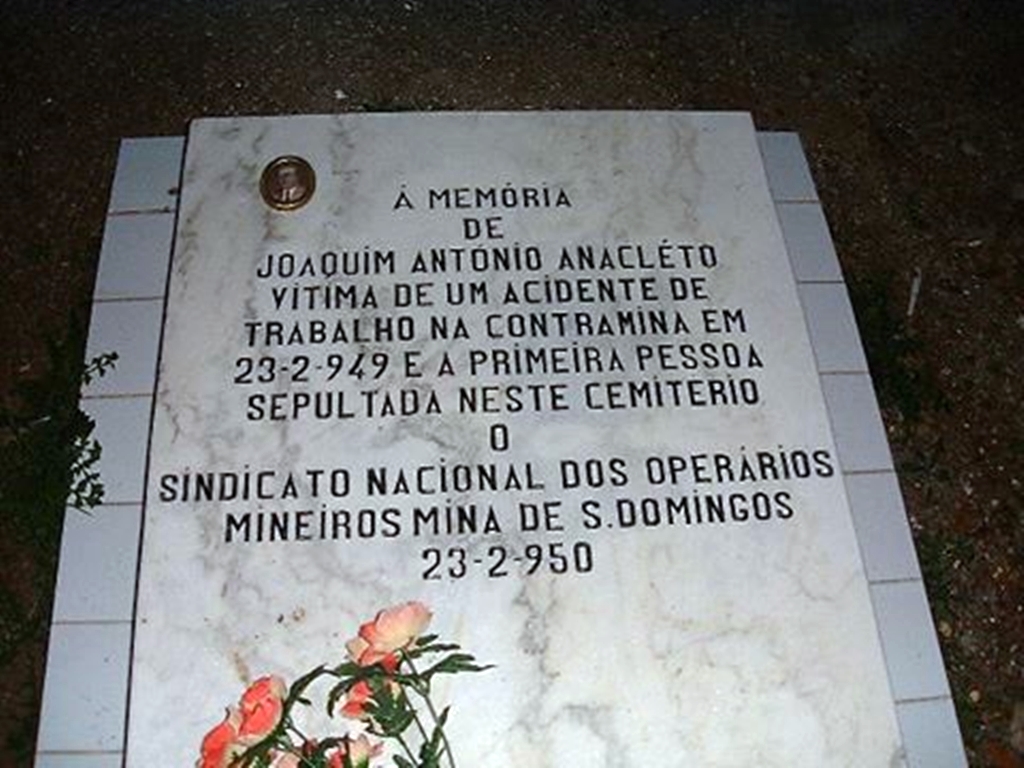 Á MEMÓRIA
DE
JOAQUIM ANTÓNIO ANACLÉTO
VITIMA DE UM ACIDENTE DE
TRABALHO NA CONTRAMINA EM
23-2-949 E A PRIMEIRA PESSOA
SEPULTADA NESTE CEMITERIO
O
SINDICATO NACIONAL DOS OPERÁRIOS
MINEIROS MINA DE S. DOMINGOS
23-2-950